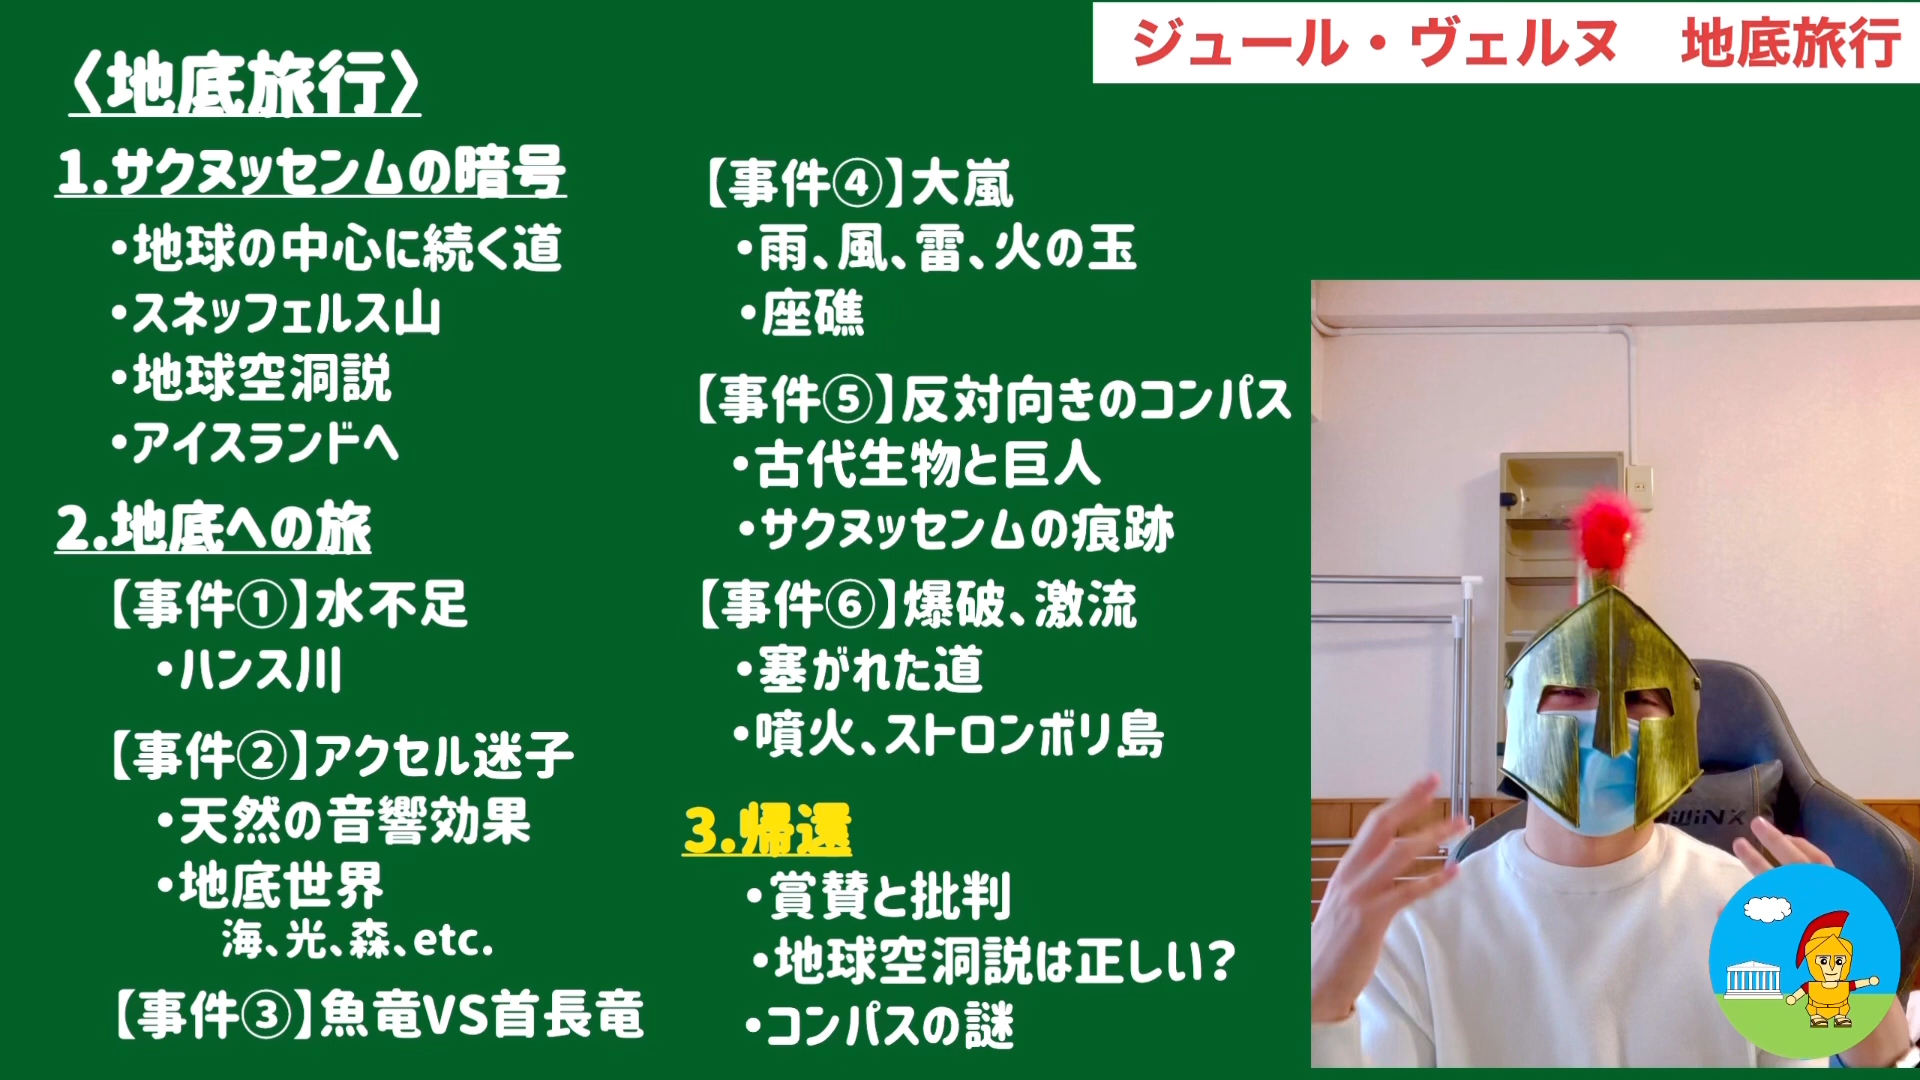 ジュール・ヴェルヌ　地底旅行
〈地底旅行〉
1.サクヌッセンムの暗号
・地球の中心に続く道
・スネッフェルス山
・地球空洞説
・アイスランドへ
2.地底への旅
【事件①】水不足
・ハンス川
【事件②】アクセル迷子
・天然の音響効果
・地底世界
海、光、森、etc.
【事件③】魚竜VS首長竜
【事件④】大嵐
・雨、風、雷、火の玉
・座礁
【事件⑤】反対向きのコンパス
・古代生物と巨人
・サクヌッセンムの痕跡
【事件⑥】爆破、激流
・塞がれた道
・噴火、ストロンボリ島
3.帰還
・賞賛と批判
・地球空洞説は正しい?
・コンパスの謎